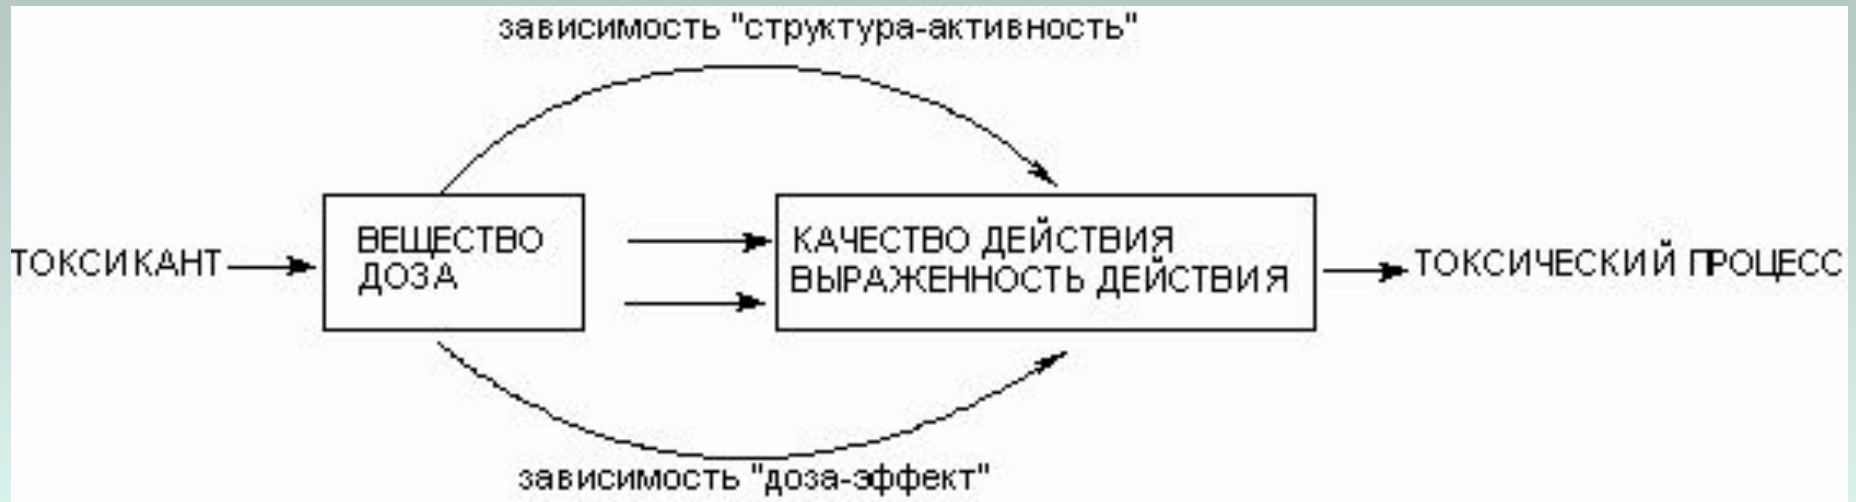 зависимость "структура-активность"
ТОКСИКАНТ
ВЕЩЕСТВО
ДОЗА
КАЧЕСТВО ДЕЙСТВИЯ
ВЫРАЖЕННОСТЬ ДЕЙСТВИЯ
ТОКСИЧЕСКИЙ ПРОЦЕСС
зависимость "доза-эффект"